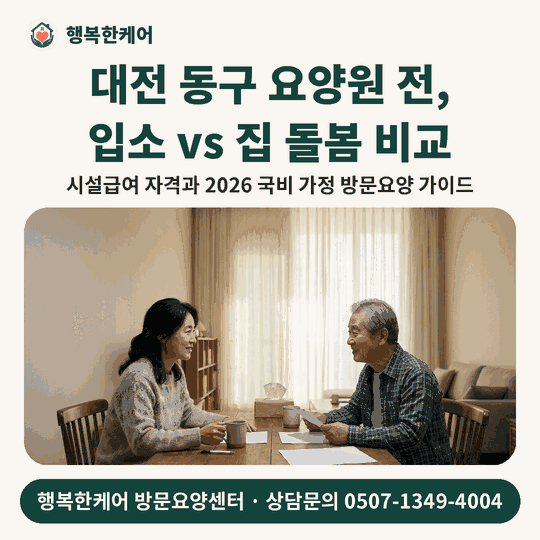 행복한케어
대전 동구 요양원 전,
입소 vs 집 돌봄 비교
시설급여 자격과 2026 국비 가정 방문요양 가이드
행복한케어 방문요양센터 · 상담문의 0507-1349-4004